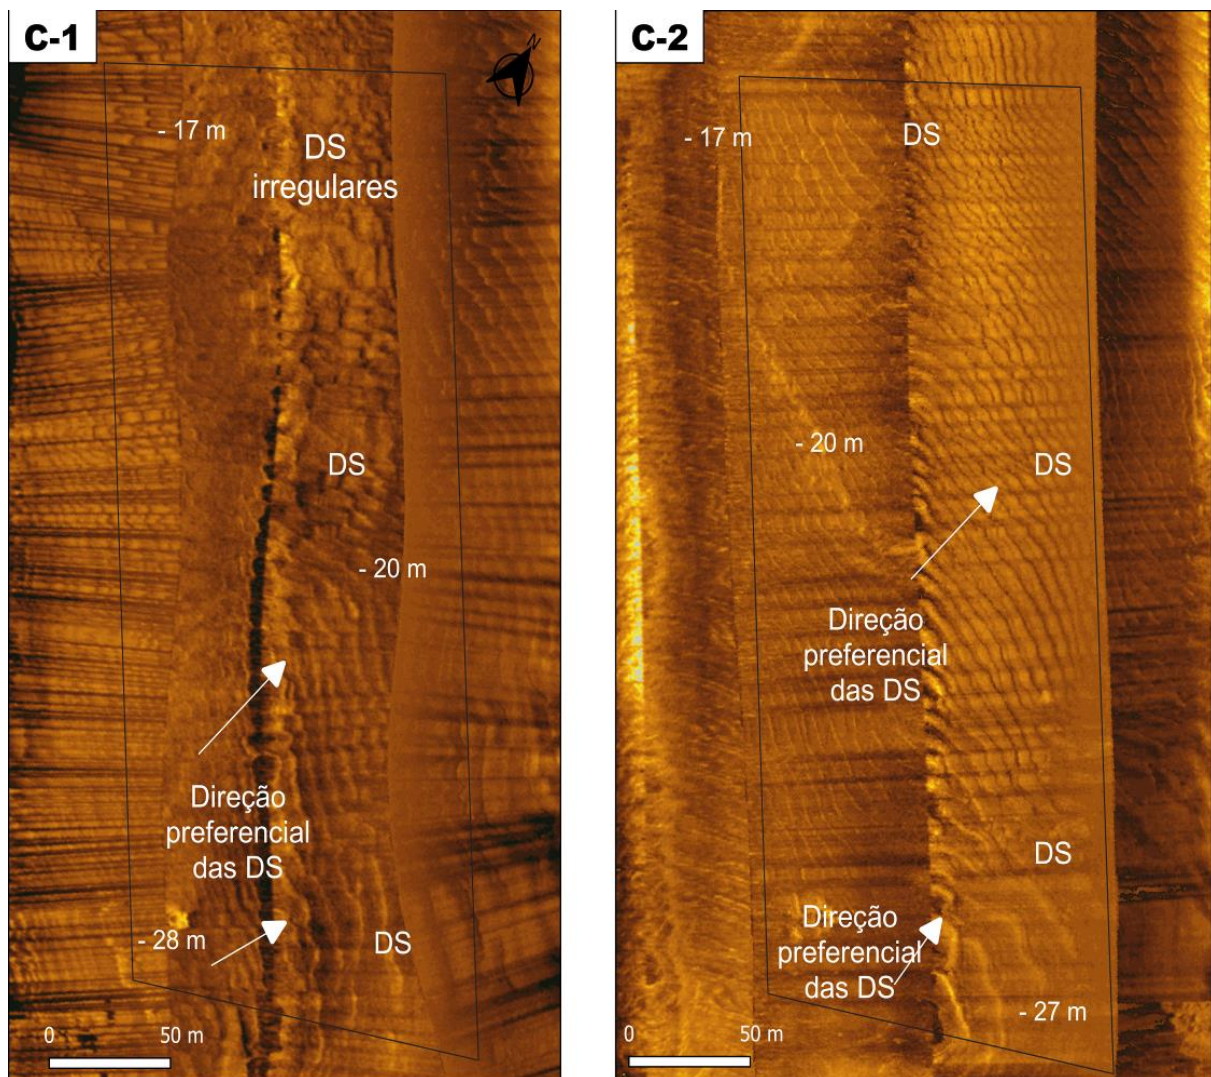 C-1
N
- 17 m
DS
irregulares
DS
- 20 m
Direção
preferencial
das DS
- 28 m
DS
0
50 m
C-2
- 17 m
DS
- 20 m
DS
Direção
preferencial
das DS
DS
Direção
preferencial
das DS
- 27 m
0
50 m